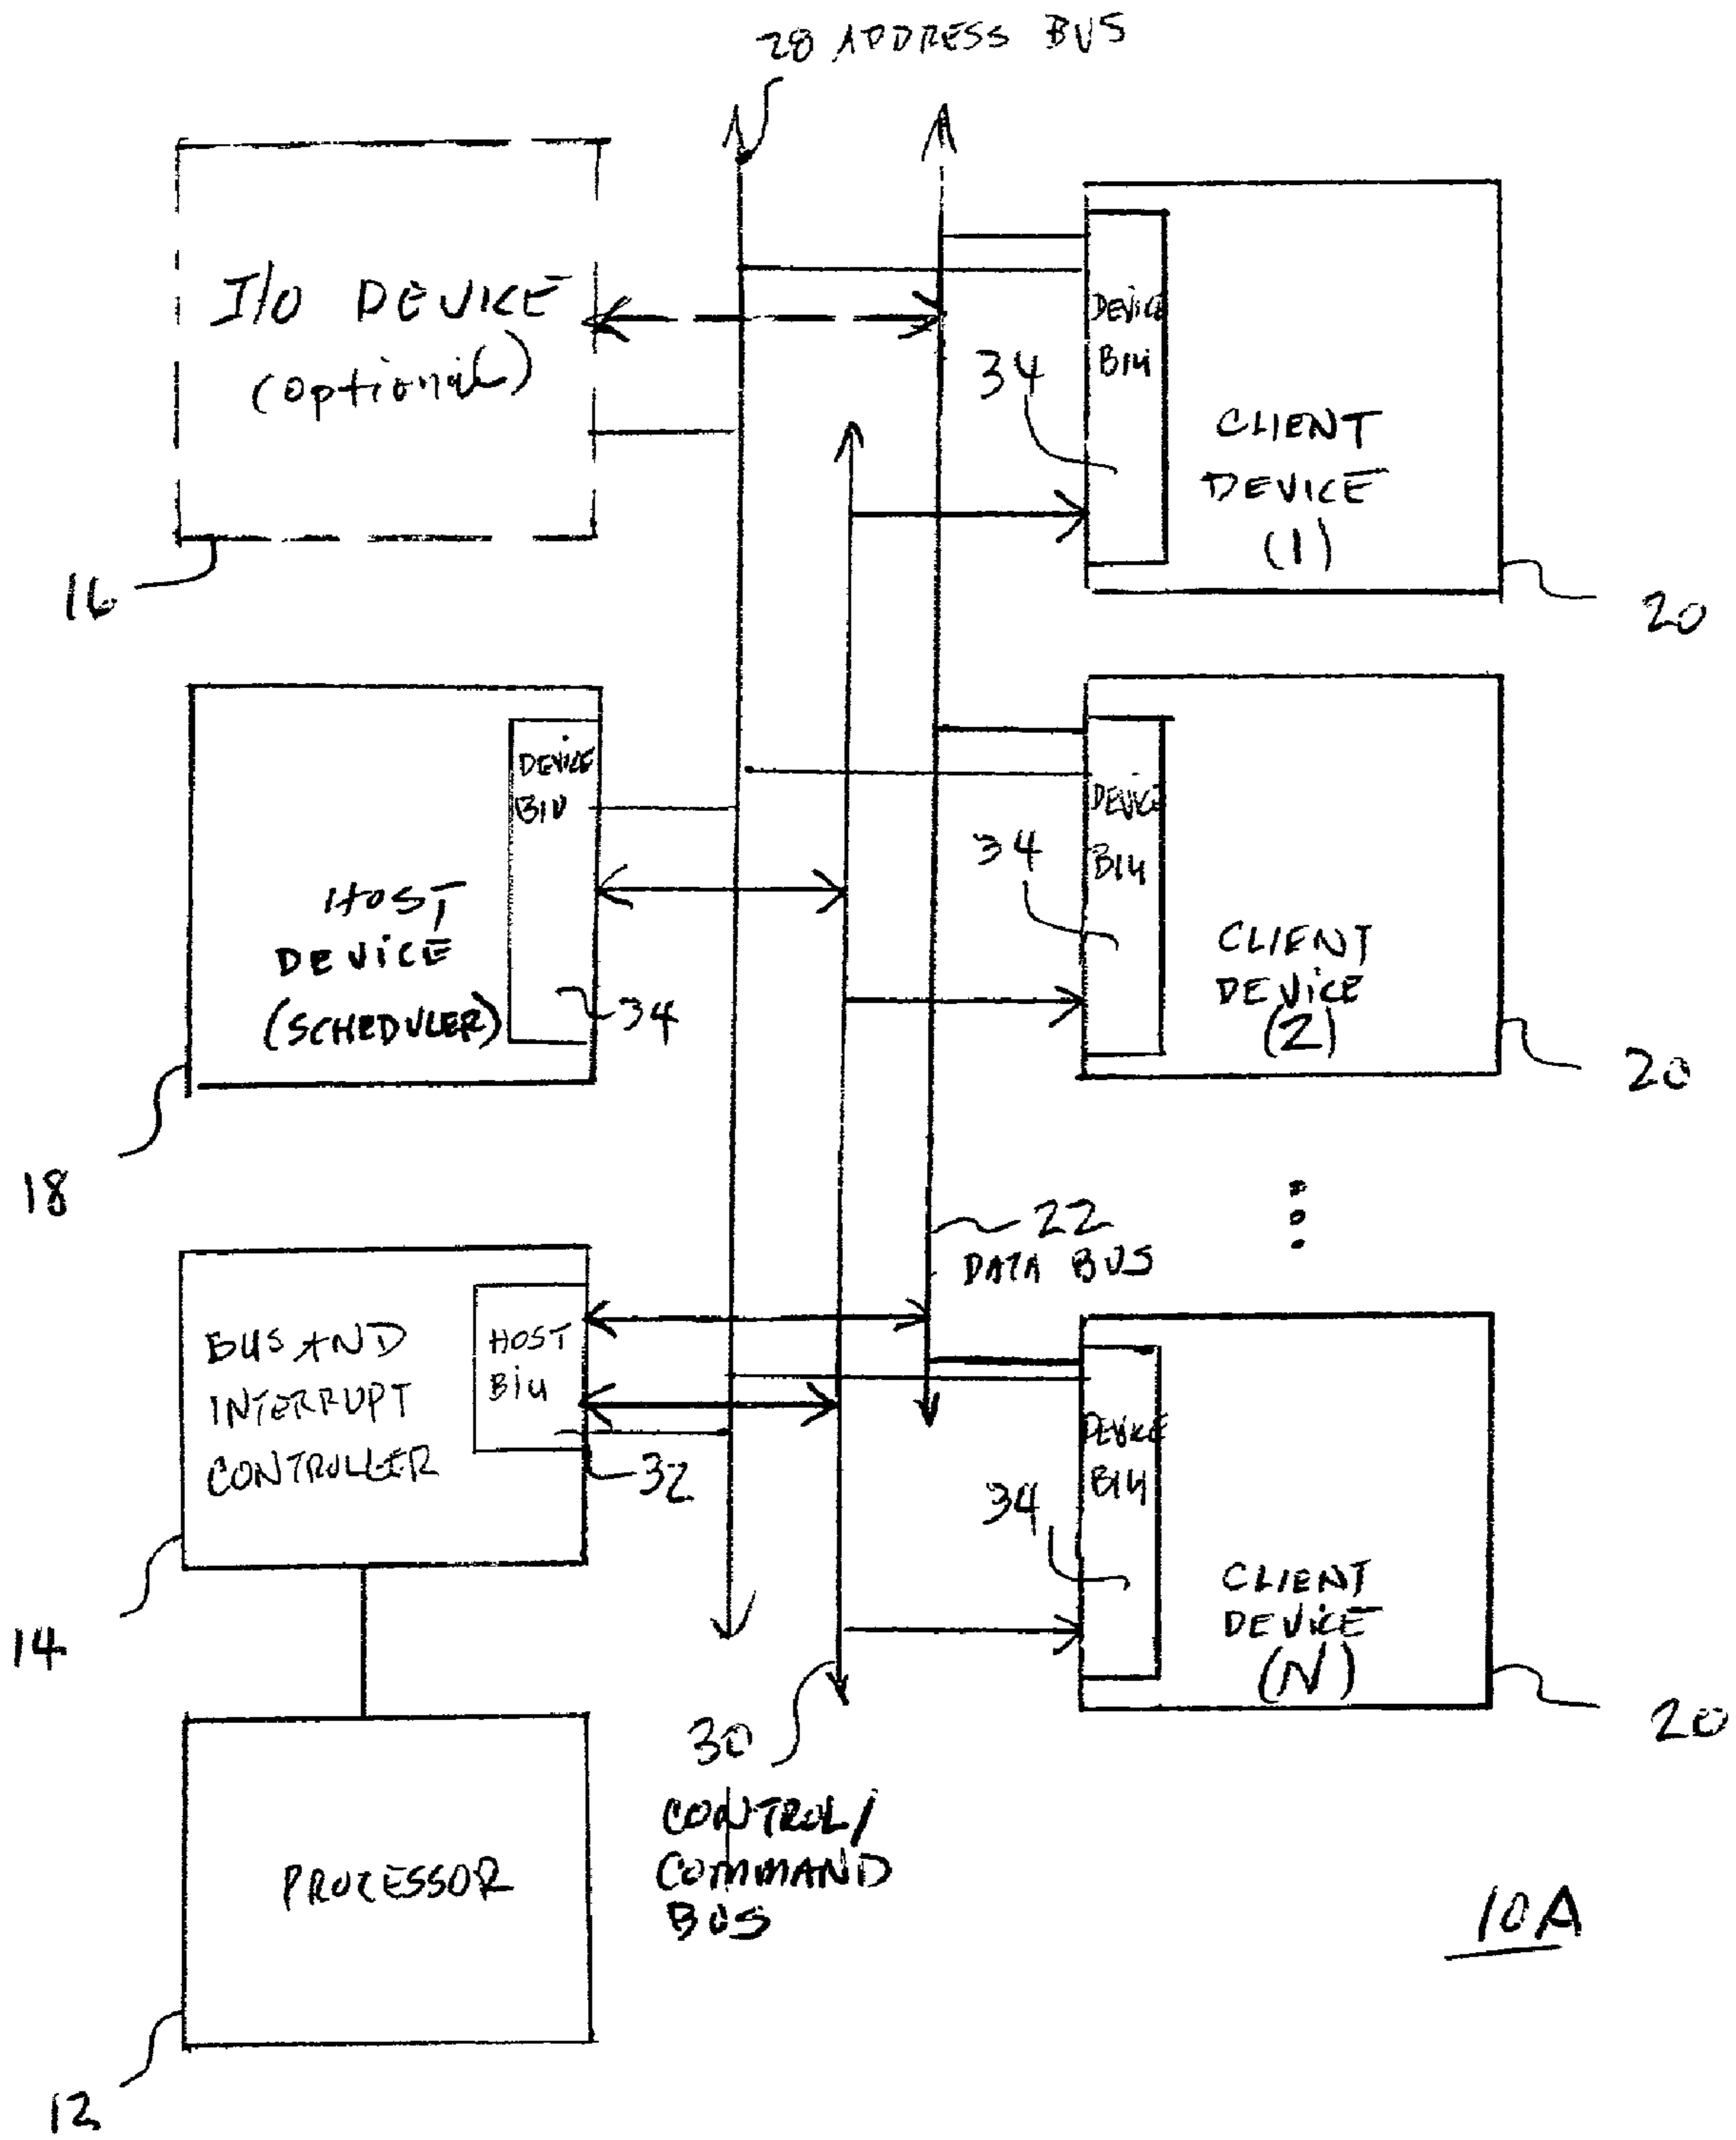 28 ADDRESS BUS
I/O DEVICE
(optional)
16
DEVICE
BIU
34
CLIENT
DEVICE
(1)
20
DEVICE
BIU
HOST
DEVICE
(SCHEDULER)
34
18
DEVICE
BIU
34
CLIENT
DEVICE
(2)
20
22
DATA BUS
BUS AND
INTERRUPT
CONTROLLER
HOST
BIU
32
14
DEVICE
BIU
34
CLIENT
DEVICE
(N)
20
30
CONTROL/
COMMAND
BUS
PROCESSOR
12
10A